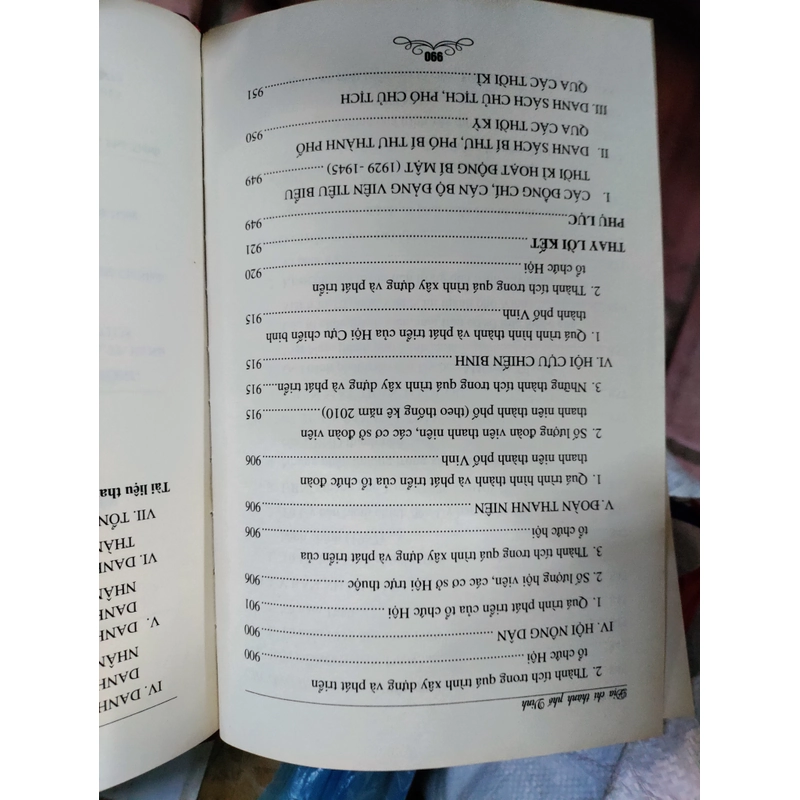 Địa chí thành phố Vinh
2. Thành tích trong quá trình xây dựng và phát triển
tổ chức Hội ........ 900
IV. HỘI NÔNG DÂN ........ 900
1. Quá trình phát triển của tổ chức Hội ........ 901
2. Số lượng hội viên, các cơ sở Hội trực thuộc ........ 906
3. Thành tích trong quá trình xây dựng và phát triển của
tổ chức hội ........ 906
V. ĐOÀN THANH NIÊN ........ 906
1. Quá trình hình thành và phát triển của tổ chức đoàn
thanh niên thành phố Vinh ........ 906
2. Số lượng đoàn viên thanh niên, các cơ sở đoàn viên
thanh niên thành phố (theo thống kê năm 2010) ........ 915
3. Những thành tích trong quá trình xây dựng và phát triển ..... 915
VI. HỘI CỰU CHIẾN BINH ........ 915
1. Quá trình hình thành và phát triển của Hội Cựu chiến binh
thành phố Vinh ........ 915
2. Thành tích trong quá trình xây dựng và phát triển
tổ chức Hội ........ 920
THAY LỜI KẾT ........ 921
PHỤ LỤC ........ 949
I. CÁC ĐỒNG CHÍ, CÁN BỘ ĐẢNG VIÊN TIÊU BIỂU
THỜI KÌ HOẠT ĐỘNG BÍ MẬT (1929 - 1945) ........ 949
II. DANH SÁCH BÍ THƯ, PHÓ BÍ THƯ THÀNH PHỐ
QUA CÁC THỜI KỲ ........ 950
III. DANH SÁCH CHỦ TỊCH, PHÓ CHỦ TỊCH
QUA CÁC THỜI KÌ ........ 951
990
IV. DANH
DANH
NHÂN
V. DANH
DANH
NHÂN
VI. DANH
THÀN
VII. TỔN
Tài liệu tha